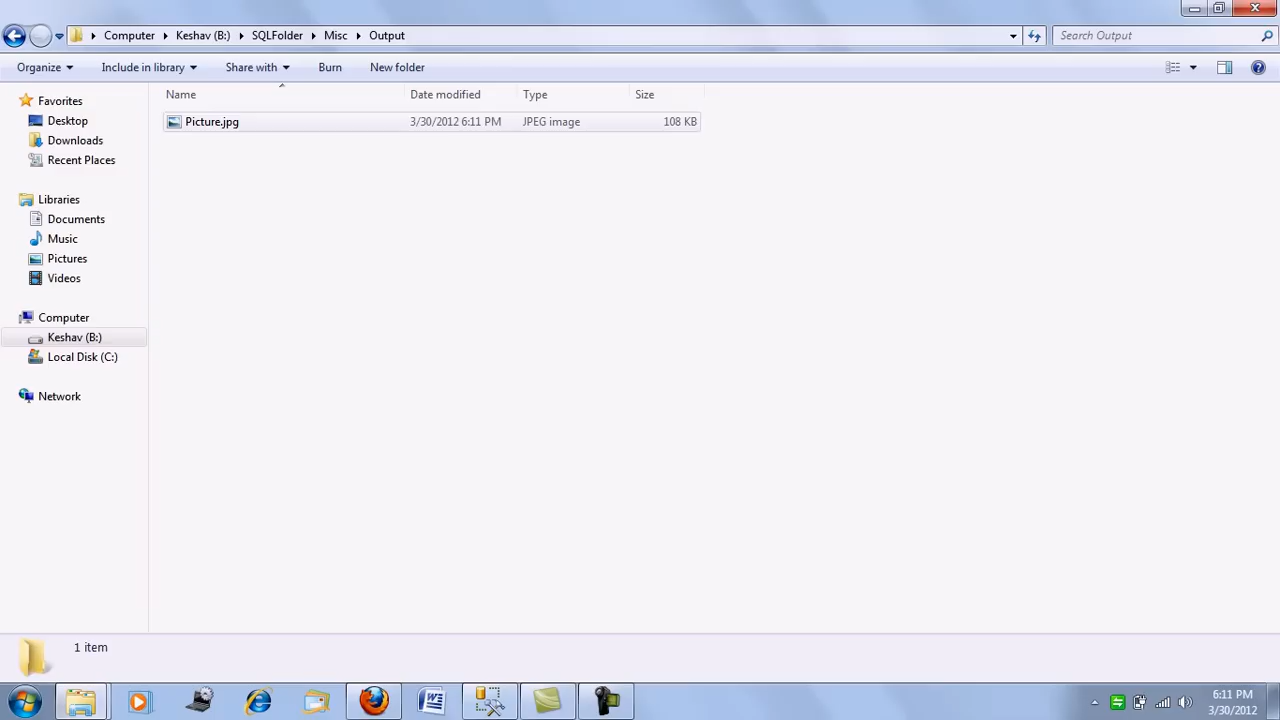 Computer Keshav (B:) SQLFolder Misc Output Search Output
Organize Include in library Share with Burn New folder
Name Date modified Type Size
Picture.jpg 3/30/2012 6:11 PM JPEG image 108 KB
Favorites
Desktop
Downloads
Recent Places
Libraries
Documents
Music
Pictures
Videos
Computer
Keshav (B:)
Local Disk (C:)
Network
1 item
6:11 PM
3/30/2012